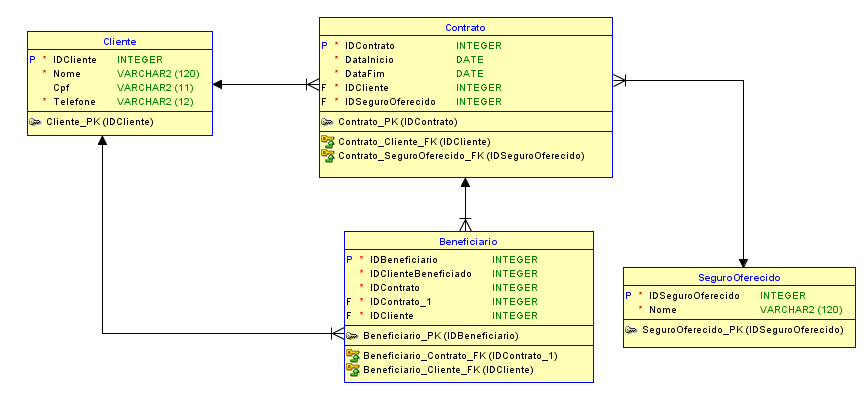 Cliente
P * IDCliente INTEGER
* Nome VARCHAR2 (120)
Cpf VARCHAR2 (11)
* Telefone VARCHAR2 (12)
Cliente_PK (IDCliente)
Contrato
P * IDContrato INTEGER
* DataInicio DATE
* DataFim DATE
F * IDCliente INTEGER
F * IDSeguroOferecido INTEGER
Contrato_PK (IDContrato)
Contrato_Cliente_FK (IDCliente)
Contrato_SeguroOferecido_FK (IDSeguroOferecido)
Beneficiario
P * IDBeneficiario INTEGER
* IDClienteBeneficiado INTEGER
* IDContrato INTEGER
F * IDContrato_1 INTEGER
F * IDCliente INTEGER
Beneficiario_PK (IDBeneficiario)
Beneficiario_Contrato_FK (IDContrato_1)
Beneficiario_Cliente_FK (IDCliente)
SeguroOferecido
P * IDSeguroOferecido INTEGER
* Nome VARCHAR2 (120)
SeguroOferecido_PK (IDSeguroOferecido)